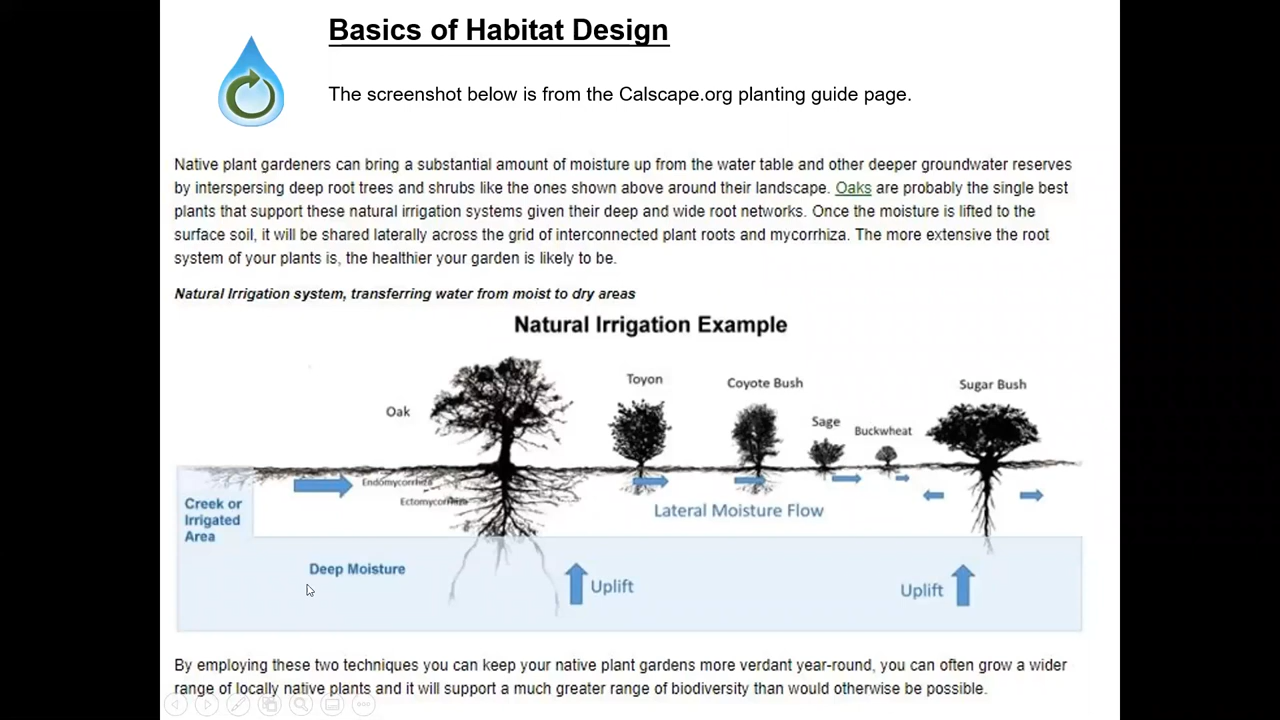 Basics of Habitat Design
The screenshot below is from the Calscape.org planting guide page.
Native plant gardeners can bring a substantial amount of moisture up from the water table and other deeper groundwater reserves
by interspersing deep root trees and shrubs like the ones shown above around their landscape. Oaks are probably the single best
plants that support these natural irrigation systems given their deep and wide root networks. Once the moisture is lifted to the
surface soil, it will be shared laterally across the grid of interconnected plant roots and mycorrhiza. The more extensive the root
system of your plants is, the healthier your garden is likely to be.
Natural Irrigation system, transferring water from moist to dry areas
Natural Irrigation Example
Oak
Toyon
Coyote Bush
Sage
Buckwheat
Sugar Bush
Endomycorrhiza
Ectomycorrhiza
Creek or
Irrigated
Area
Lateral Moisture Flow
Deep Moisture
Uplift
Uplift
By employing these two techniques you can keep your native plant gardens more verdant year-round, you can often grow a wider
range of locally native plants and it will support a much greater range of biodiversity than would otherwise be possible.